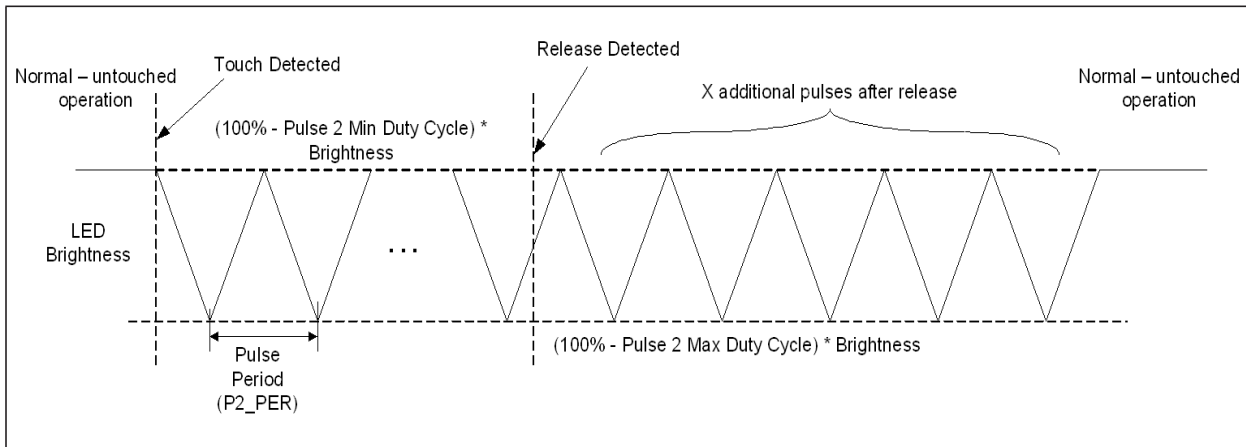 Normal – untouched
operation
Touch Detected
Release Detected
X additional pulses after release
Normal - untouched
operation
(100% - Pulse 2 Min Duty Cycle) *
Brightness
LED
Brightness
...
Pulse
Period
(P2_PER)
(100% - Pulse 2 Max Duty Cycle) * Brightness